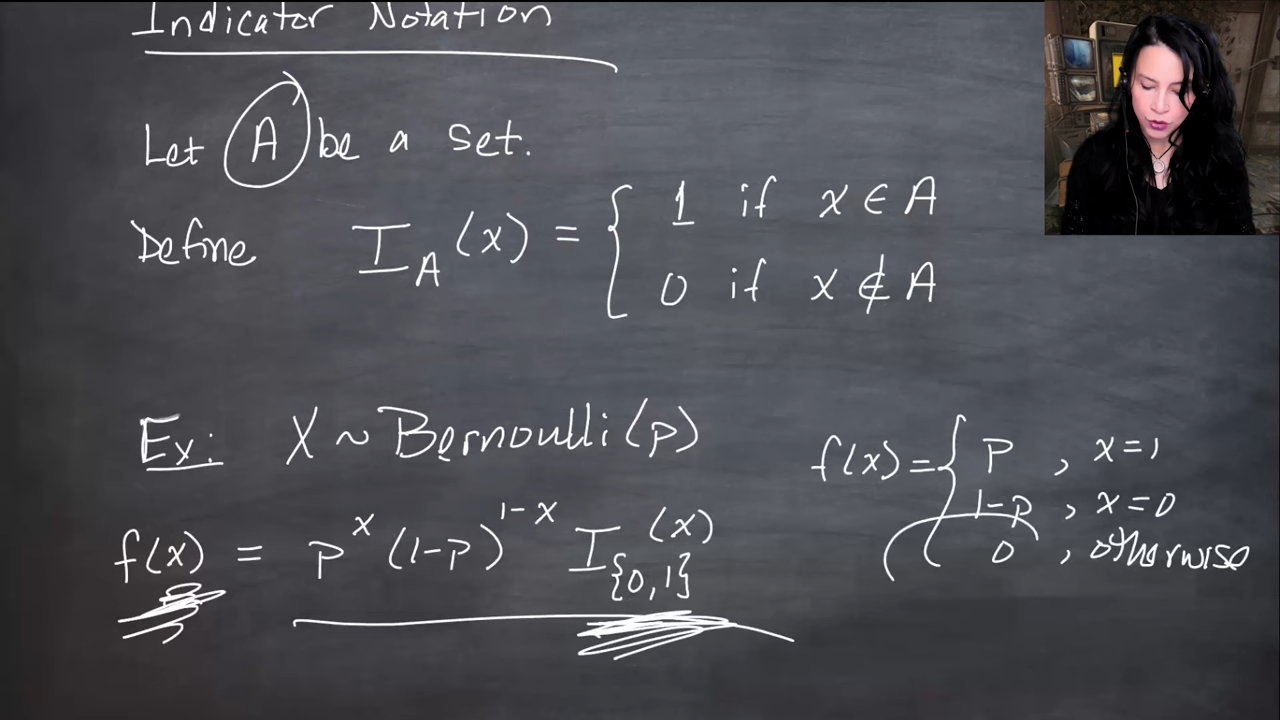 Indicator Notation
Let A be a set.
Define I_A (x) = { 1 if x ∈ A
0 if x ∉ A
Ex: X ~ Bernoulli (p)
f(x) = p^x (1-p)^{1-x} I_{{0,1}} (x)
f(x) = { p , x=1
1-p , x=0
0 , otherwise